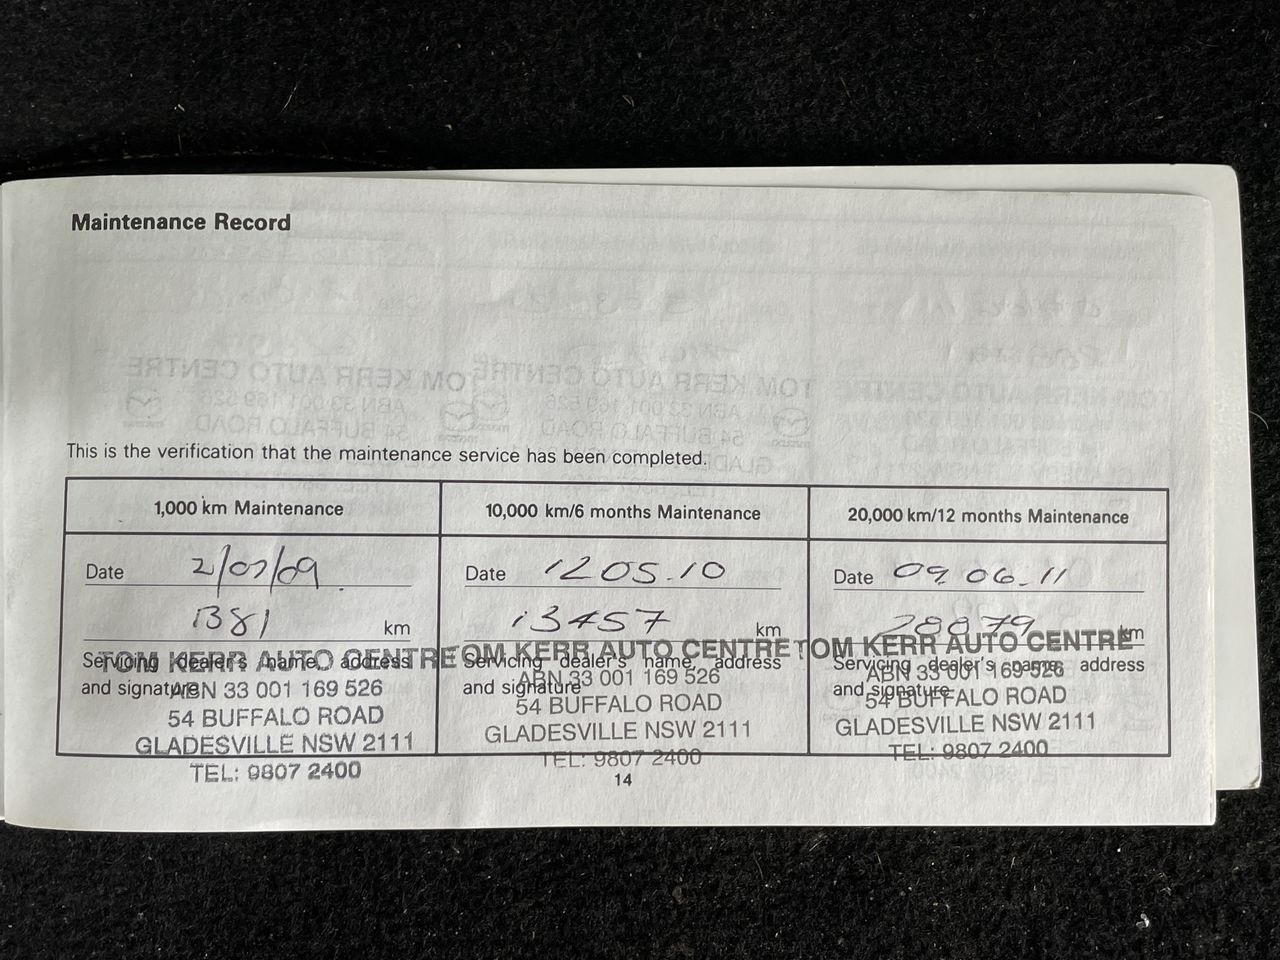 Maintenance Record
This is the verification that the maintenance service has been completed.
1,000 km Maintenance
Date 2/07/09
1381 km
Servicing dealer's name, address
and signature
TOM KERR AUTO CENTRE
ABN 33 001 169 526
54 BUFFALO ROAD
GLADESVILLE NSW 2111
TEL: 9807 2400
10,000 km/6 months Maintenance
Date 12 05.10
13457 km
Servicing dealer's name, address
and signature
TOM KERR AUTO CENTRE
ABN 33 001 169 526
54 BUFFALO ROAD
GLADESVILLE NSW 2111
TEL: 9807 2400
20,000 km/12 months Maintenance
Date 09.06.11
28879 km
Servicing dealer's name, address
and signature
TOM KERR AUTO CENTRE
ABN 33 001 169 526
54 BUFFALO ROAD
GLADESVILLE NSW 2111
TEL: 9807 2400
14